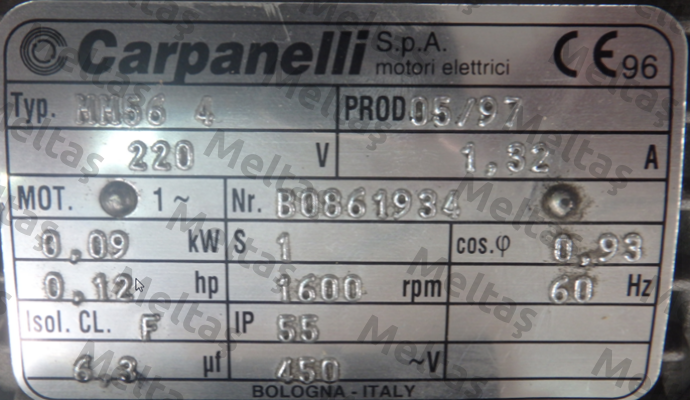 Carpanelli S.p.A. motori elettrici CE 96
Typ. MM56 4 PROD. 05/97
220 V 1,32 A
MOT. 1~ Nr. B0861934
0,09 kW S 1 cos.φ 0,93
0,12 hp 1600 rpm 60 Hz
Isol. CL. F IP 55
6,3 µf 450 ~V
BOLOGNA - ITALY
Meltaş